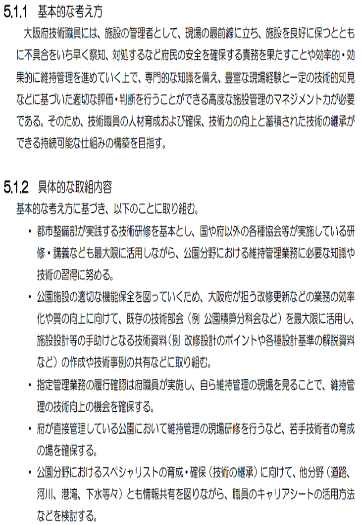 5.1.1 基本的な考え方
大阪府技術職員には、施設の管理者として、現場の最前線に立ち、施設を良好に保つととも
に不具合をいち早く察知、対処するなど府民の安全を確保する責務を果たすことや効率的・効
果的に維持管理を進めていく上で、専門的な知識を備え、豊富な現場経験と一定の技術的知見
などに基づいた適切な評価・判断を行うことができる高度な施設管理のマネジメント力が必要
である。そのため、技術職員の人材育成および確保、技術力の向上と蓄積された技術の継承が
できる持続可能な仕組みの構築を目指す。
5.1.2 具体的な取組内容
基本的な考え方に基づき、以下のことに取り組む。
・ 都市整備部が実践する技術研修を基本とし、国や府以外の各種協会等が実施している研
修・講義なども最大限に活用しながら、公園分野における維持管理業務に必要な知識や
技術の習得に努める。
・ 公園施設の適切な機能保全を図っていくため、大阪府が担う改修更新などの業務の効率
化や質の向上に向けて、既存の技術部会（例 公園積算分科会など）を最大限に活用し、
施設設計等の手助けとなる技術資料（例 改修設計のポイントや各種設計基準の解説資料
など）の作成や技術事例の共有などに取り組む。
・ 指定管理業務の履行確認は府職員が実施し、自ら維持管理の現場を見ることで、維持管
理の技術向上の機会を確保する。
・ 府が直接管理している公園において維持管理の現場研修を行うなど、若手技術者の育成
の場を確保する。
・ 公園分野におけるスペシャリストの育成・確保（技術の継承）に向けて、他分野（道路、
河川、港湾、下水等々）とも情報共有を図りながら、職員のキャリアシートの活用方法
などを検討する。